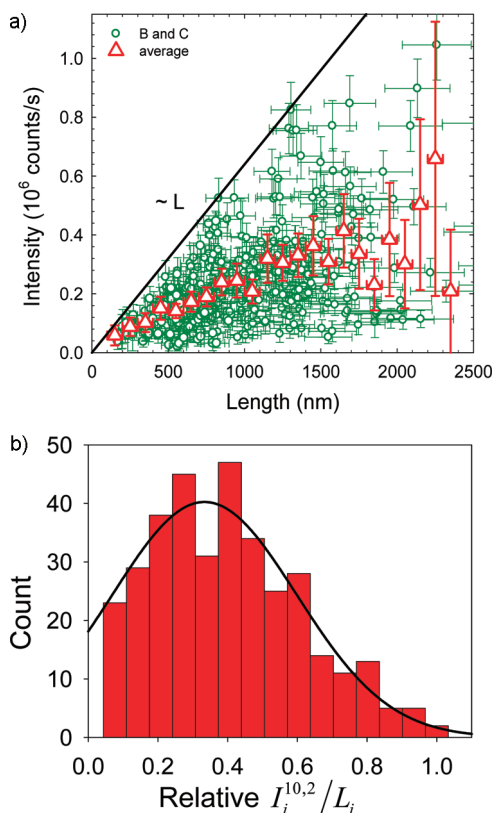 a)
B and C
average
~ L
Intensity (10⁶ counts/s)
1.0
0.8
0.6
0.4
0.2
0.0
0 500 1000 1500 2000 2500
Length (nm)
b)
Count
50
40
30
20
10
0
0.0 0.2 0.4 0.6 0.8 1.0
Relative I_i^{10,2}/L_i